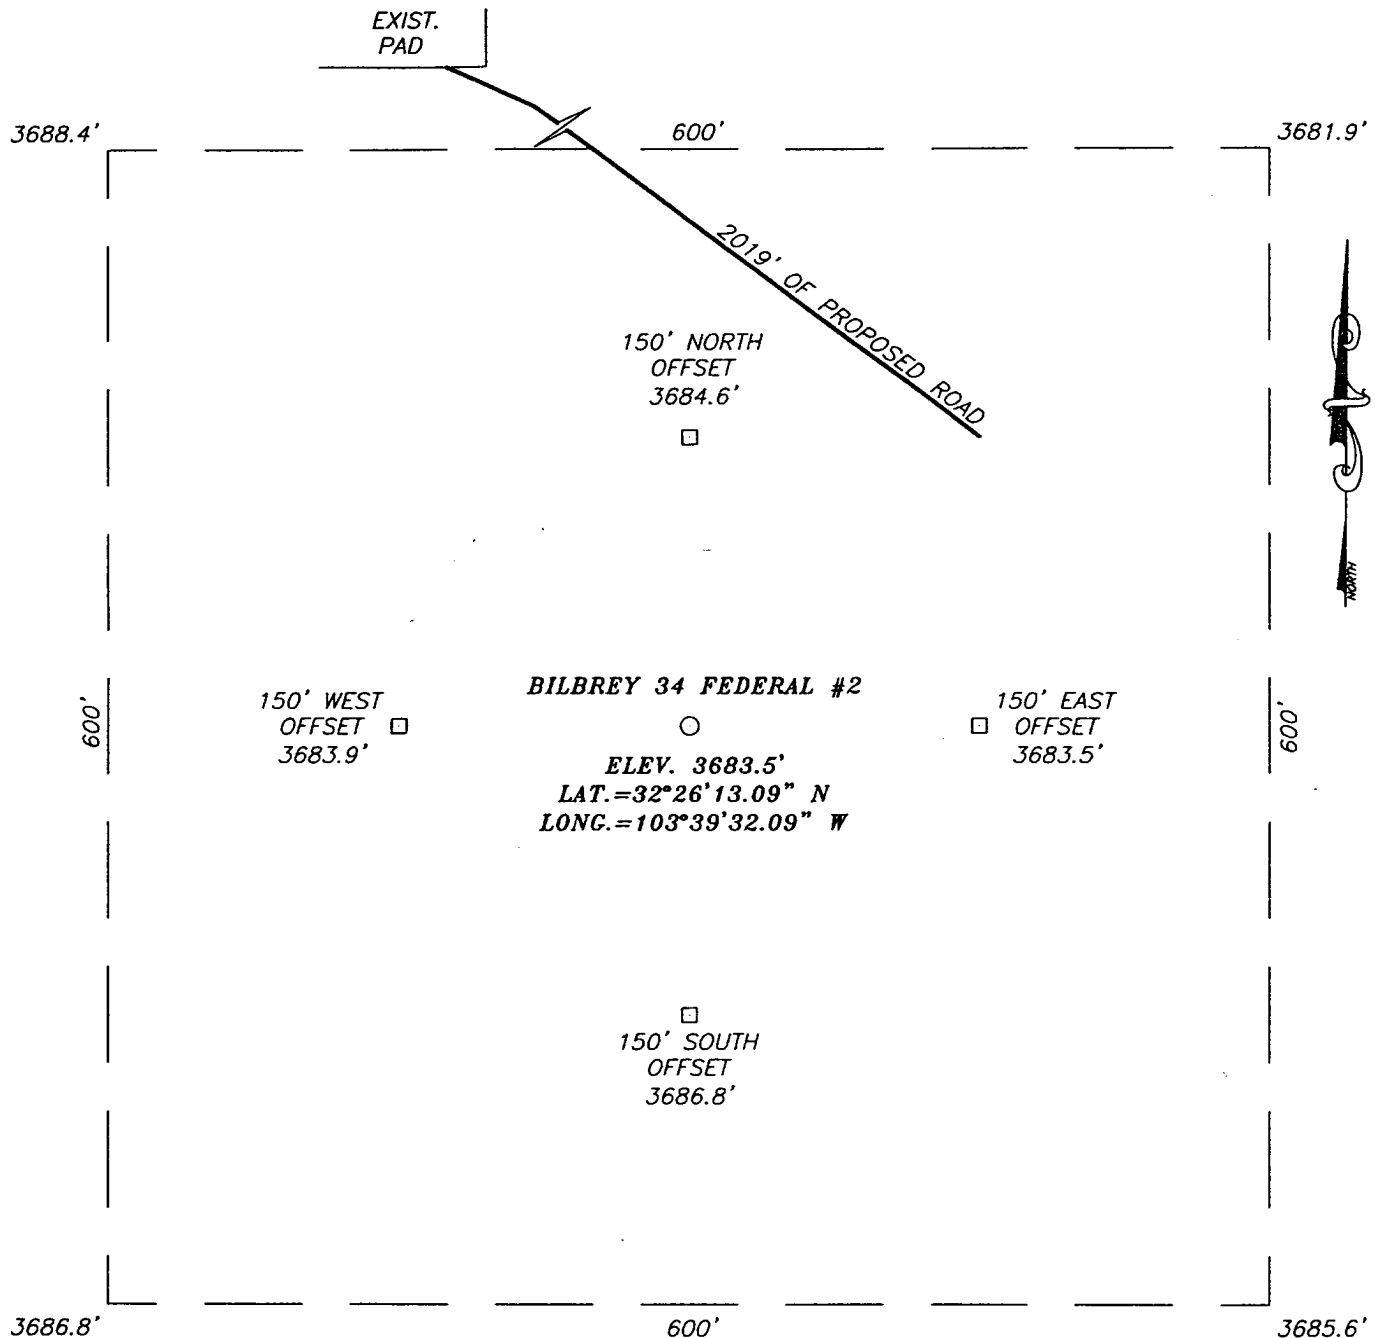 EXIST.
PAD
3688.4'
600'
3681.9'
2019' OF PROPOSED ROAD
150' NORTH
OFFSET
3684.6'
NORTH
600'
150' WEST
OFFSET
3683.9'
BILBREY 34 FEDERAL #2
ELEV. 3683.5'
LAT.=32°26'13.09" N
LONG.=103°39'32.09" W
150' EAST
OFFSET
3683.5'
600'
150' SOUTH
OFFSET
3686.8'
3686.8'
600'
3685.6'